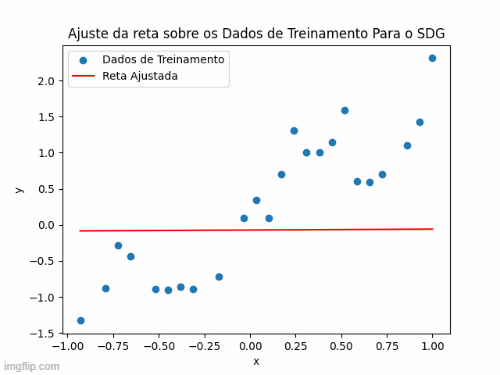 Ajuste da reta sobre os Dados de Treinamento Para o SDG
Dados de Treinamento
Reta Ajustada
2.0
1.5
1.0
0.5
0.0
−0.5
−1.0
−1.5
y
−1.00 −0.75 −0.50 −0.25 0.00 0.25 0.50 0.75 1.00
x
imgflip.com